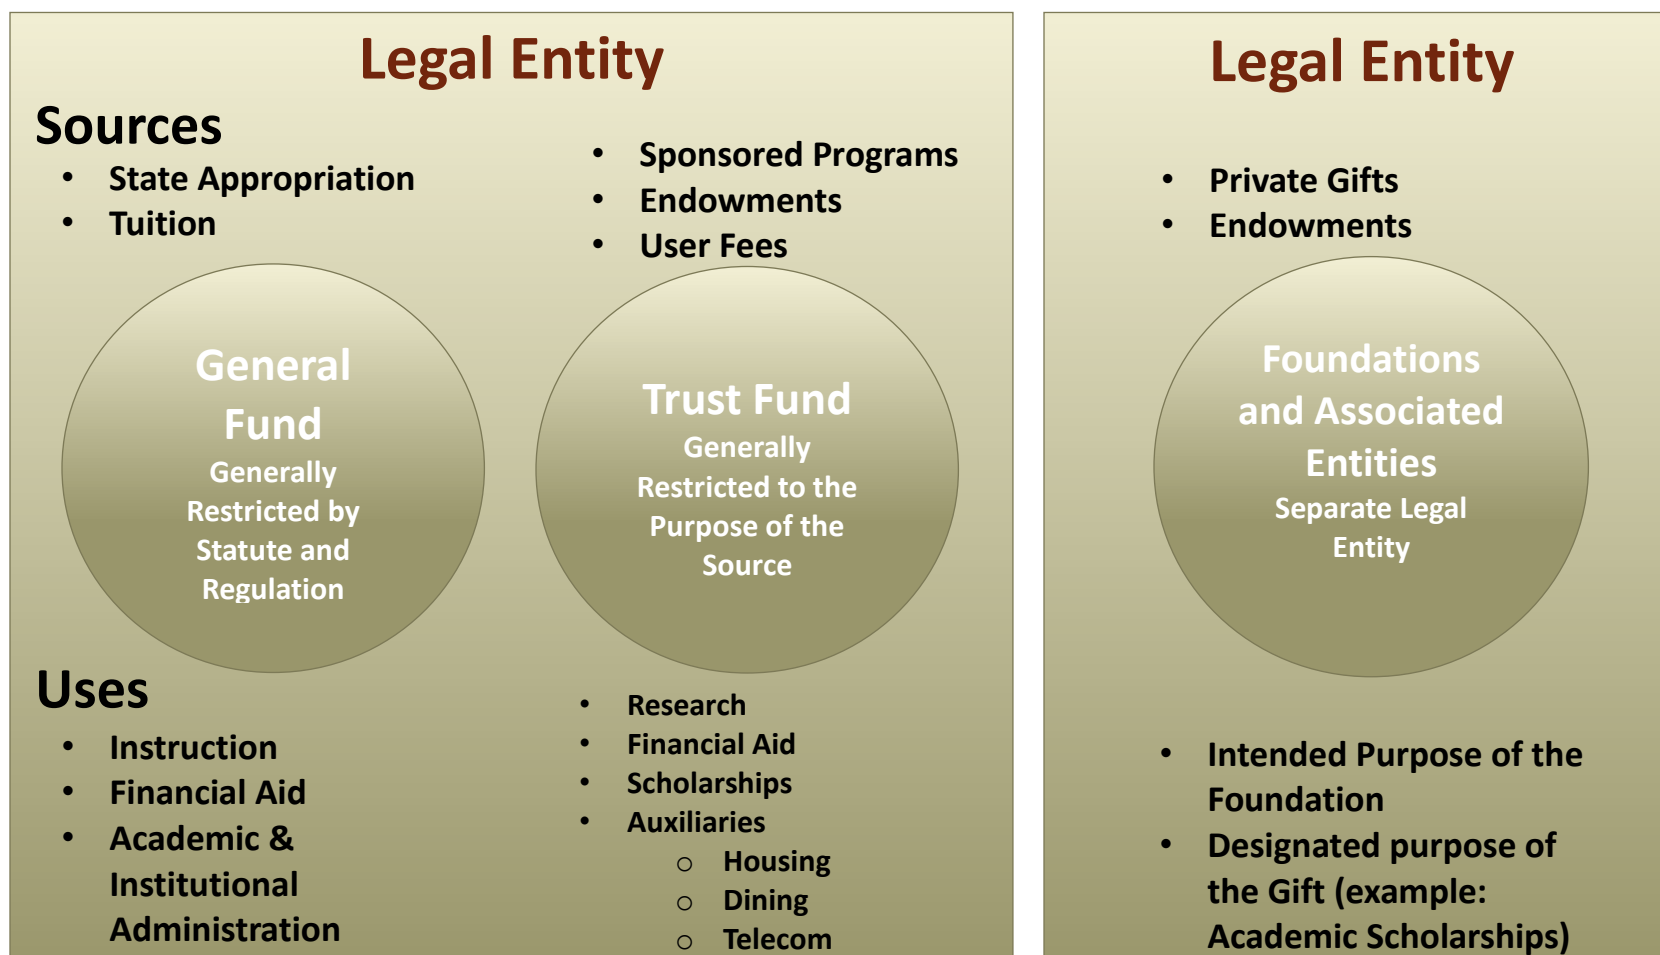 Legal Entity
Sources
• State Appropriation
• Tuition
• Sponsored Programs
• Endowments
• User Fees
General
Fund
Generally
Restricted by
Statute and
Regulation
Trust Fund
Generally
Restricted to the
Purpose of the
Source
Uses
• Instruction
• Financial Aid
• Academic &
Institutional
Administration
• Research
• Financial Aid
• Scholarships
• Auxiliaries
o Housing
o Dining
o Telecom
Legal Entity
• Private Gifts
• Endowments
Foundations
and Associated
Entities
Separate Legal
Entity
• Intended Purpose of the
Foundation
• Designated purpose of
the Gift (example:
Academic Scholarships)